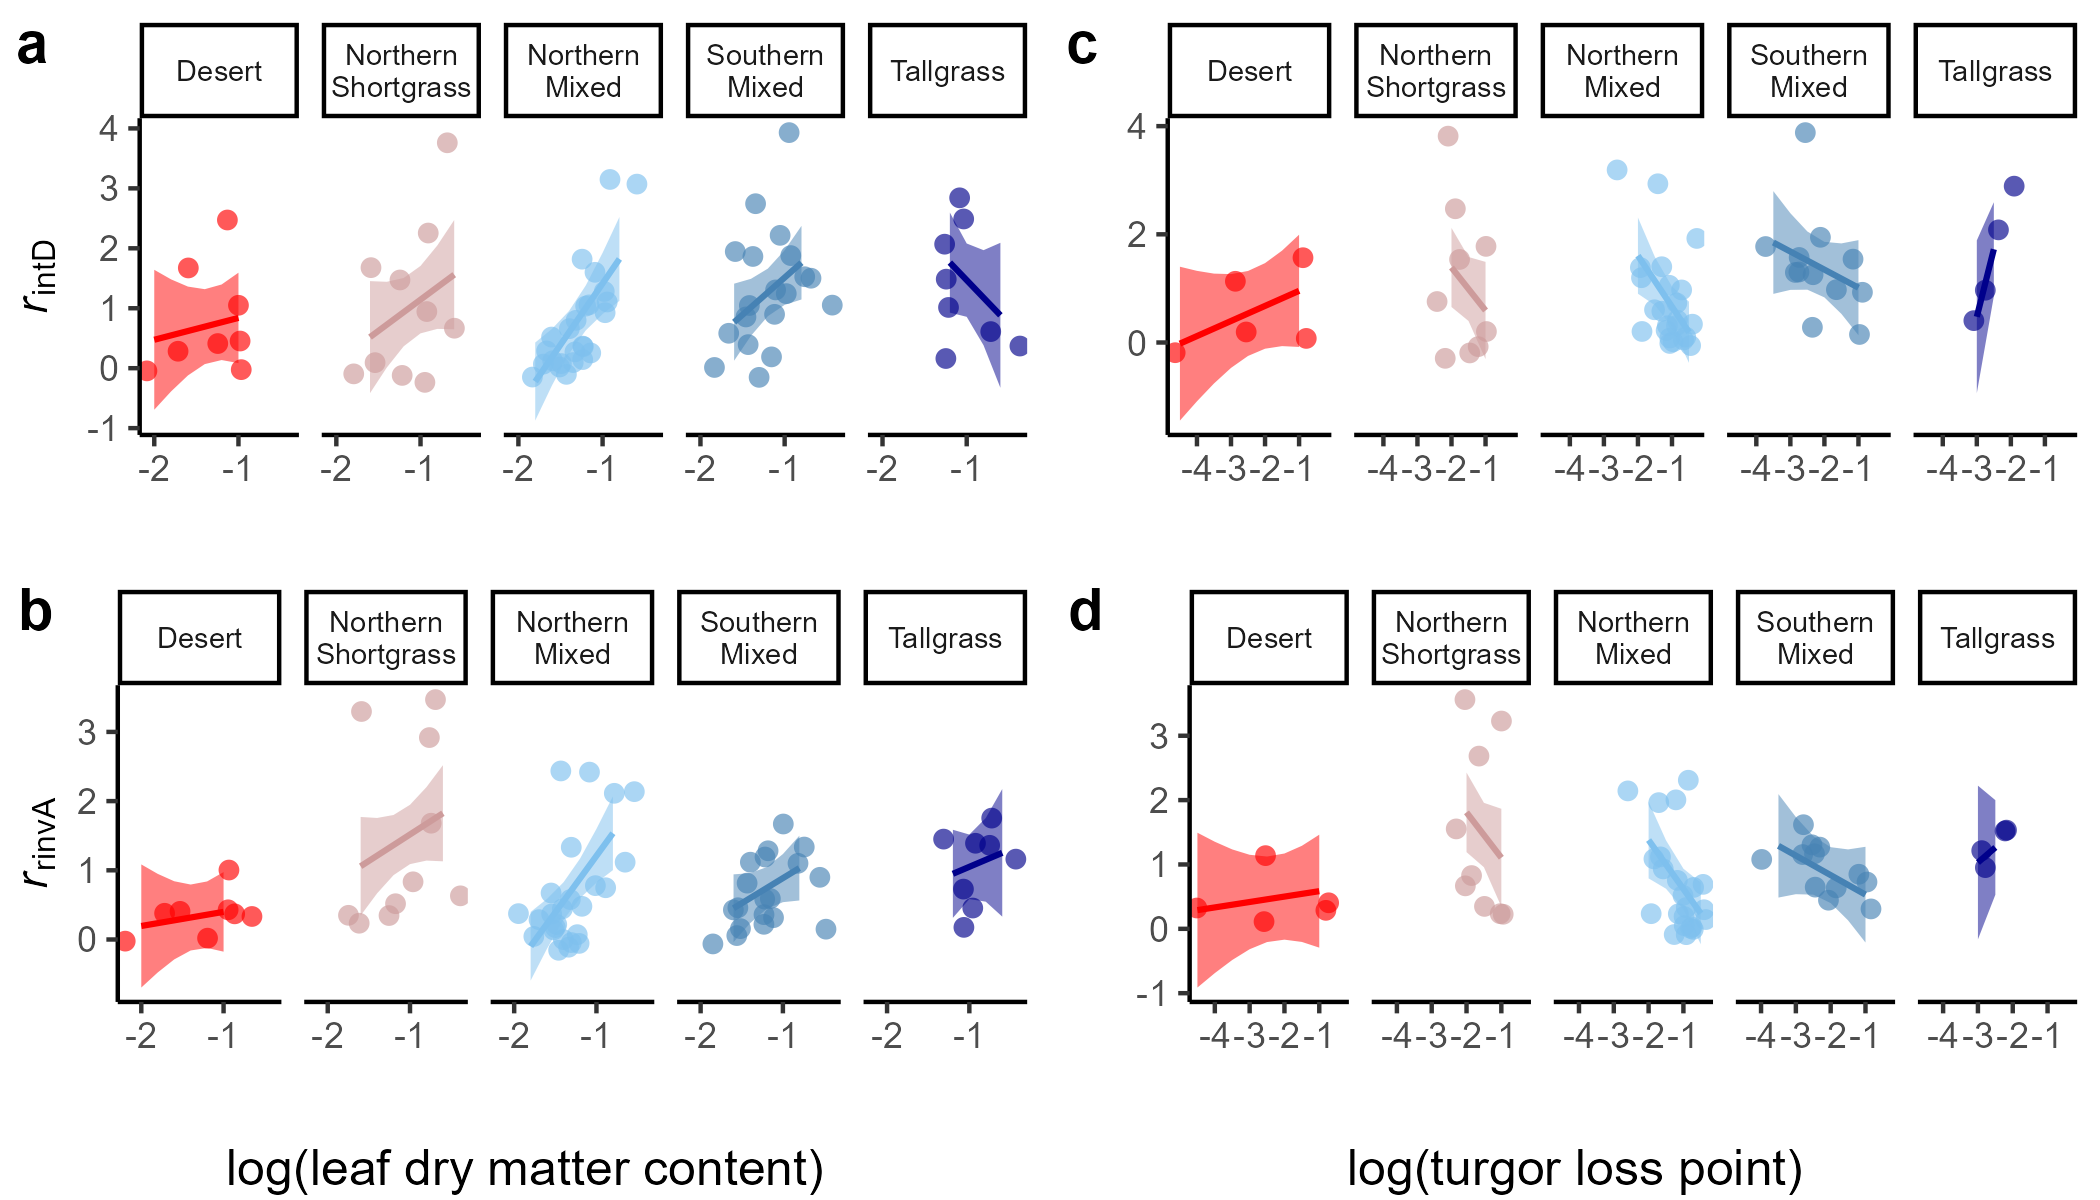 a
Desert
Northern
Shortgrass
Northern
Mixed
Southern
Mixed
Tallgrass
4
3
2
1
0
-1
rintD
-2 -1 -2 -1 -2 -1 -2 -1 -2 -1
c
Desert
Northern
Shortgrass
Northern
Mixed
Southern
Mixed
Tallgrass
4
2
0
-4-3-2-1 -4-3-2-1 -4-3-2-1 -4-3-2-1 -4-3-2-1
b
Desert
Northern
Shortgrass
Northern
Mixed
Southern
Mixed
Tallgrass
3
2
1
0
rrinvA
-2 -1 -2 -1 -2 -1 -2 -1 -2 -1
d
Desert
Northern
Shortgrass
Northern
Mixed
Southern
Mixed
Tallgrass
3
2
1
0
-1
-4-3-2-1 -4-3-2-1 -4-3-2-1 -4-3-2-1 -4-3-2-1
log(leaf dry matter content)
log(turgor loss point)